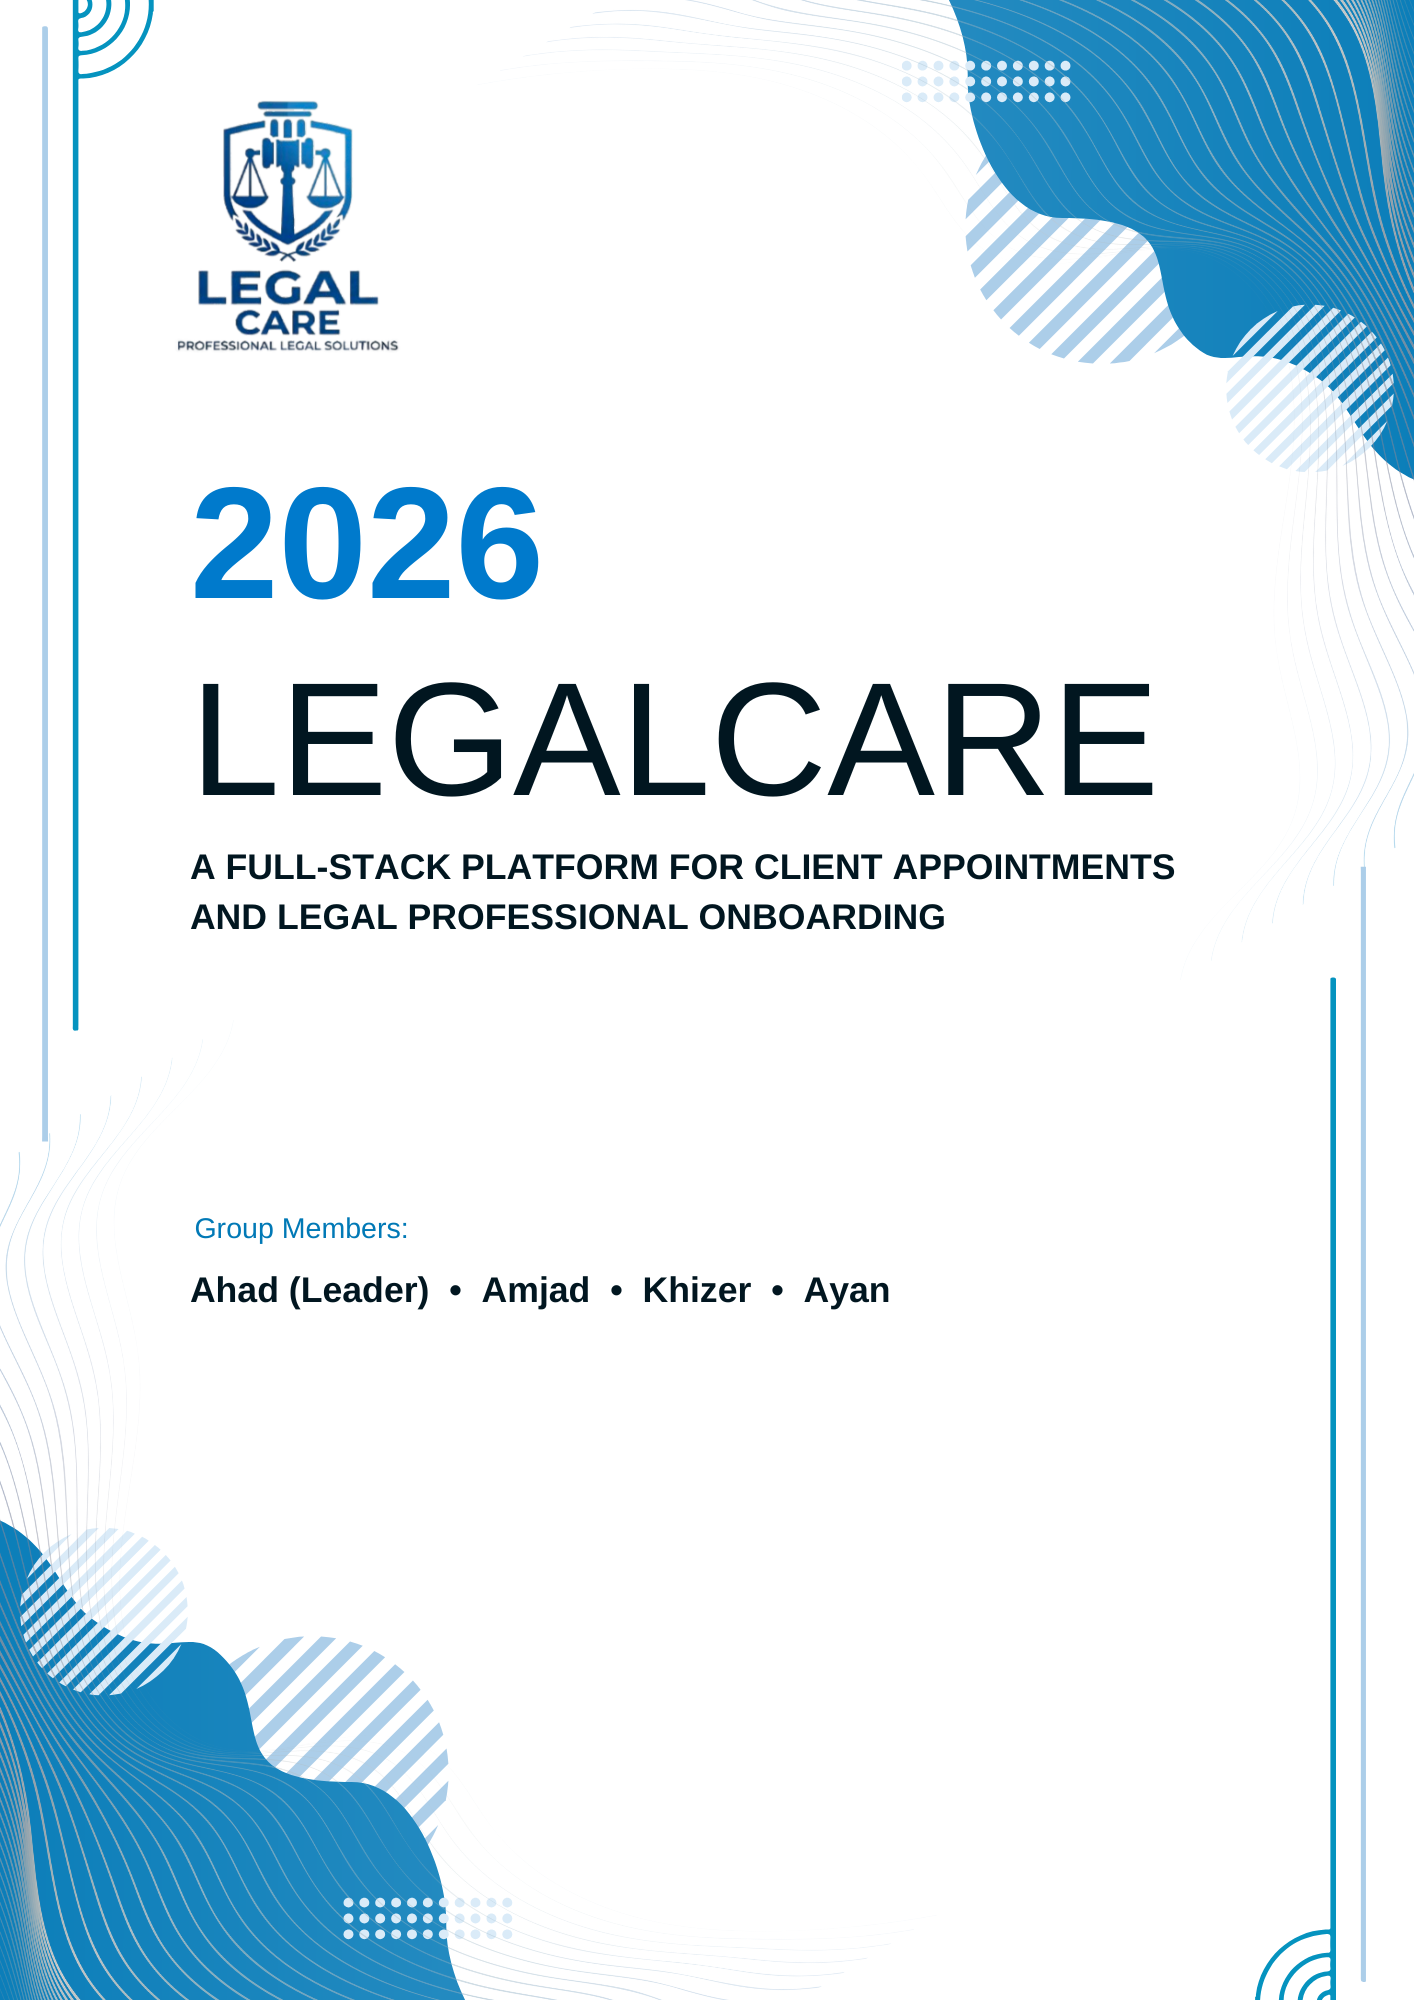 LEGAL
CARE
PROFESSIONAL LEGAL SOLUTIONS
2026
LEGALCARE
A FULL-STACK PLATFORM FOR CLIENT APPOINTMENTS
AND LEGAL PROFESSIONAL ONBOARDING
Group Members:
Ahad (Leader) • Amjad • Khizer • Ayan